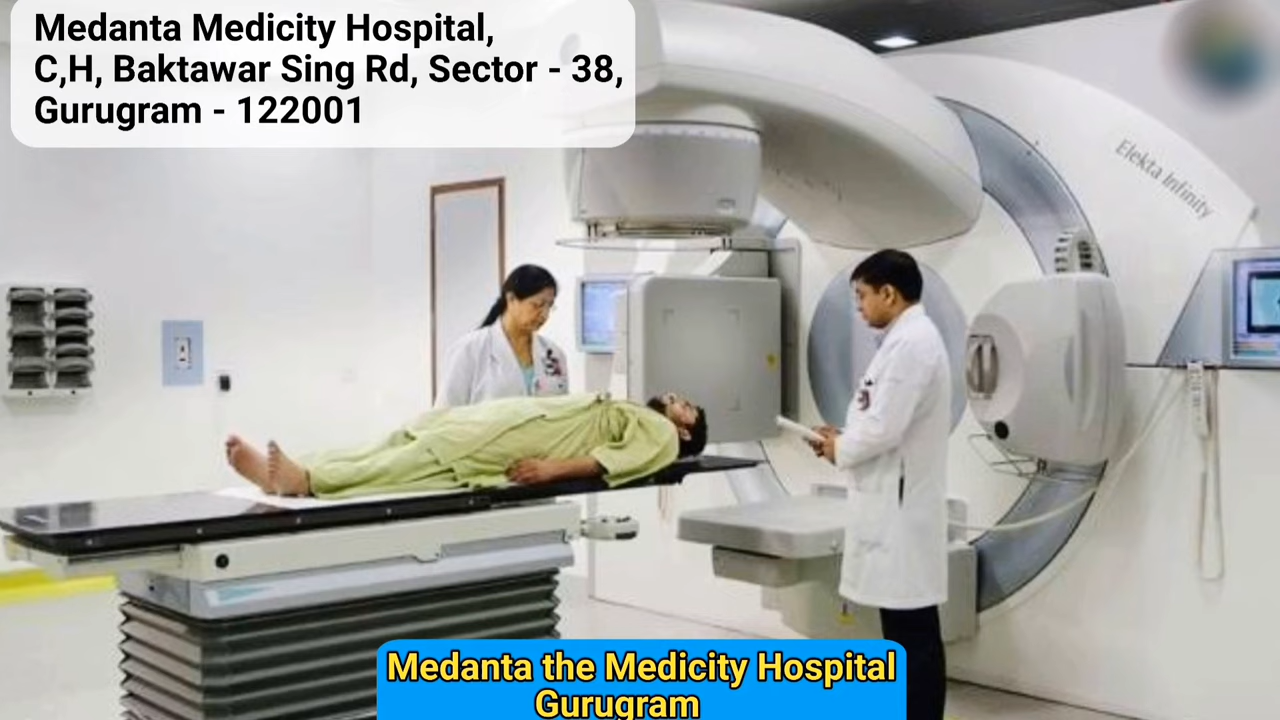 Medanta Medicity Hospital,
C,H, Baktawar Sing Rd, Sector - 38,
Gurugram - 122001
Elekta Infinity
Medanta the Medicity Hospital
Gurugram